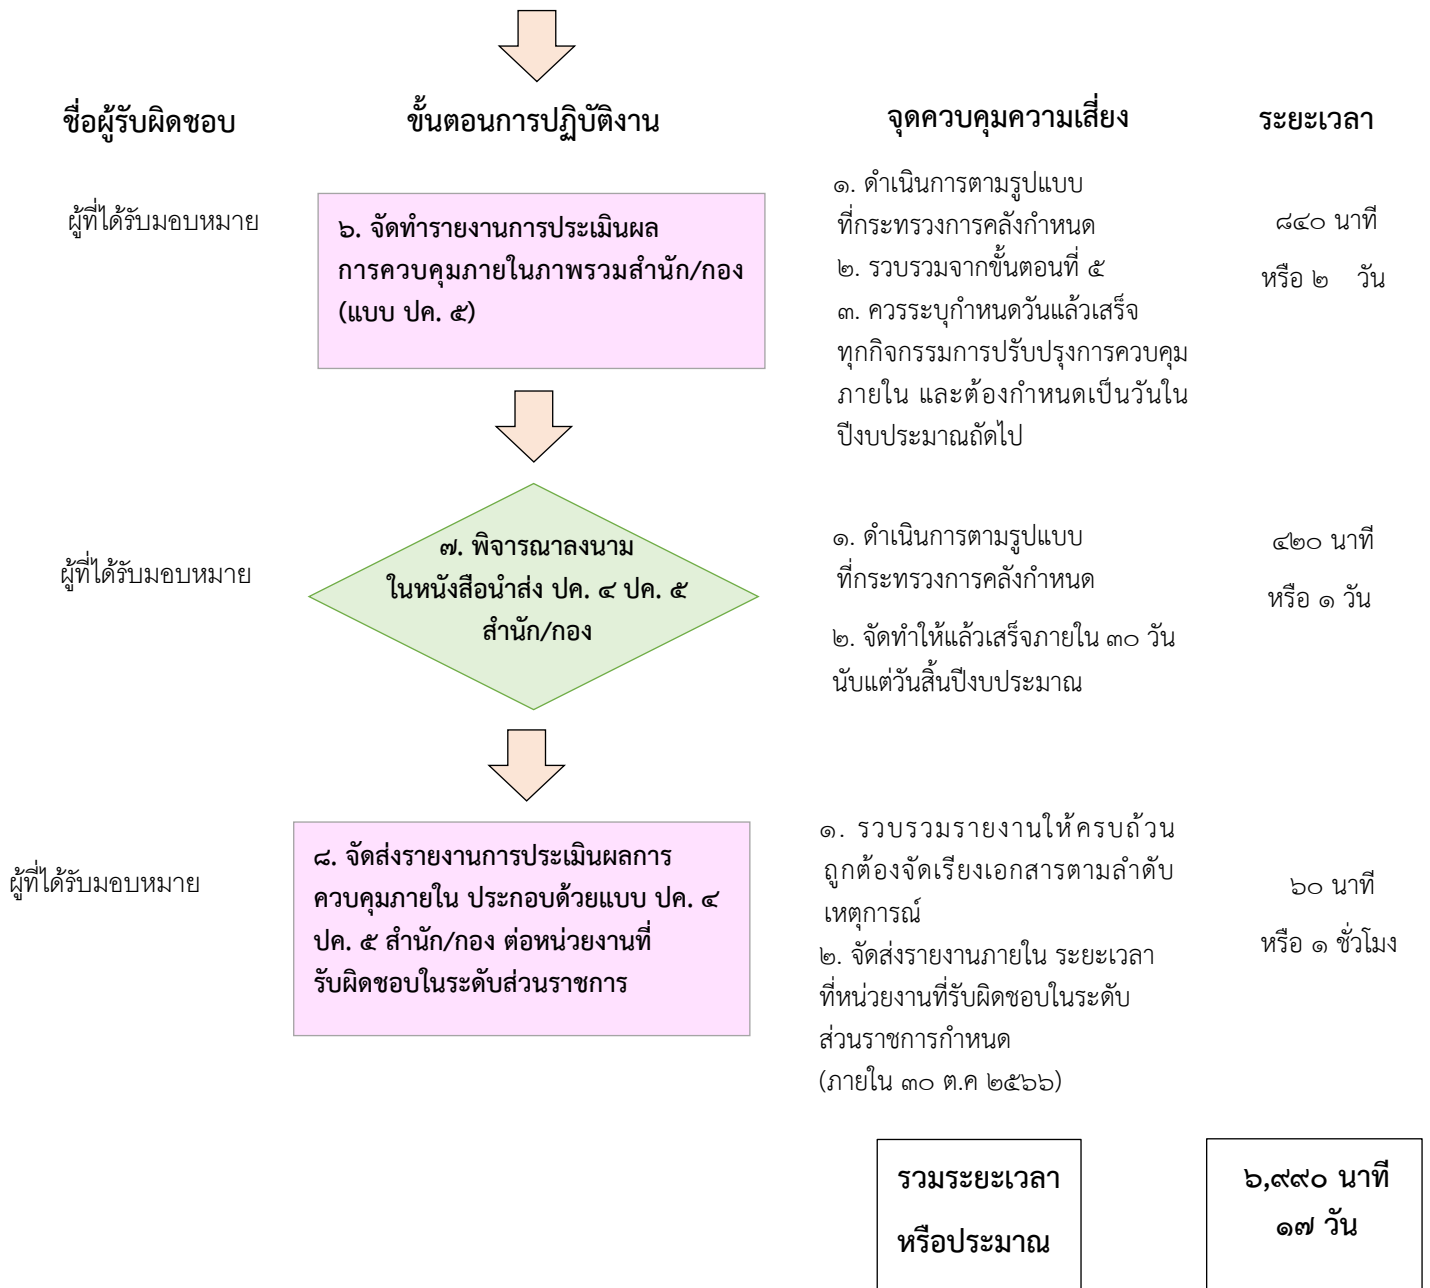 ชื่อผู้รับผิดชอบ
ขั้นตอนการปฏิบัติงาน
จุดควบคุมความเสี่ยง
ระยะเวลา
ผู้ที่ได้รับมอบหมาย
๖. จัดทำรายงานการประเมินผล
การควบคุมภายในภาพรวมสำนัก/กอง
(แบบ ปค. ๕)
๑. ดำเนินการตามรูปแบบ
ที่กระทรวงการคลังกำหนด
๒. รวบรวมจากขั้นตอนที่ ๕
๓. ควรระบุกำหนดวันแล้วเสร็จ
ทุกกิจกรรมการปรับปรุงการควบคุม
ภายใน และต้องกำหนดเป็นวันใน
ปีงบประมาณถัดไป
๘๔๐ นาที
หรือ ๒ วัน
ผู้ที่ได้รับมอบหมาย
๗. พิจารณาลงนาม
ในหนังสือนำส่ง ปค. ๔ ปค. ๕
สำนัก/กอง
๑. ดำเนินการตามรูปแบบ
ที่กระทรวงการคลังกำหนด
๒. จัดทำให้แล้วเสร็จภายใน ๓๐ วัน
นับแต่วันสิ้นปีงบประมาณ
๔๒๐ นาที
หรือ ๑ วัน
ผู้ที่ได้รับมอบหมาย
๘. จัดส่งรายงานการประเมินผลการ
ควบคุมภายใน ประกอบด้วยแบบ ปค. ๔
ปค. ๕ สำนัก/กอง ต่อหน่วยงานที่
รับผิดชอบในระดับส่วนราชการ
๑. รวบรวมรายงานให้ครบถ้วน
ถูกต้องจัดเรียงเอกสารตามลำดับ
เหตุการณ์
๒. จัดส่งรายงานภายใน ระยะเวลา
ที่หน่วยงานที่รับผิดชอบในระดับ
ส่วนราชการกำหนด
(ภายใน ๓๐ ต.ค ๒๕๖๖)
๖๐ นาที
หรือ ๑ ชั่วโมง
รวมระยะเวลา
หรือประมาณ
๖,๙๙๐ นาที
๑๗ วัน